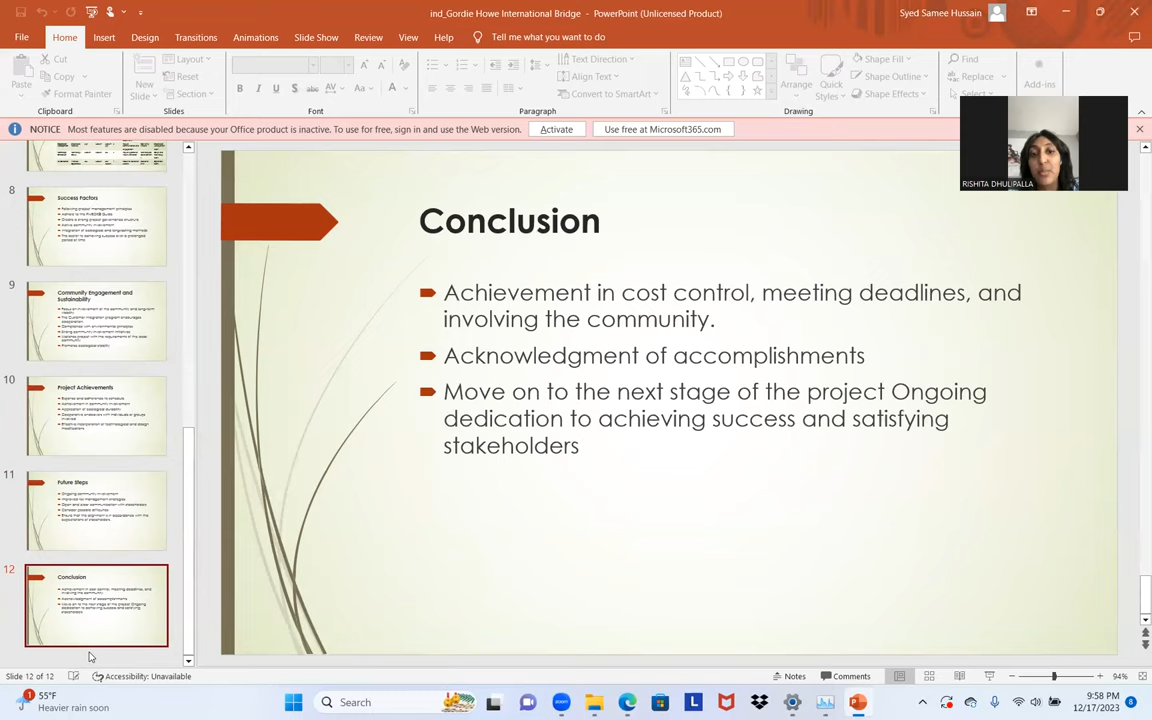 ind_Gordie Howe International Bridge - PowerPoint (Unlicensed Product)
Syed Samee Hussain
File Home Insert Design Transitions Animations Slide Show Review View Help Tell me what you want to do
Paste
Cut
Copy
Format Painter
Clipboard
New
Slide
Layout
Reset
Section
Slides
Font
Text Direction
Align Text
Convert to SmartArt
Paragraph
Arrange
Quick
Styles
Shape Fill
Shape Outline
Shape Effects
Drawing
Find
Replace
Add-ins
NOTICE Most features are disabled because your Office product is inactive. To use for free, sign in and use the Web version. Activate Use free at Microsoft365.com
RISHITA DHULIPALLA
8
Success Factors
9
Community Engagement and
Sustainability
10
Project Achievements
11
Future Steps
12
Conclusion
Conclusion
Achievement in cost control, meeting deadlines, and
involving the community.
Acknowledgment of accomplishments
Move on to the next stage of the project Ongoing
dedication to achieving success and satisfying
stakeholders
Slide 12 of 12 Accessibility: Unavailable Notes Comments 94%
1
55°F
Heavier rain soon
Search
9:58 PM
12/17/2023
8